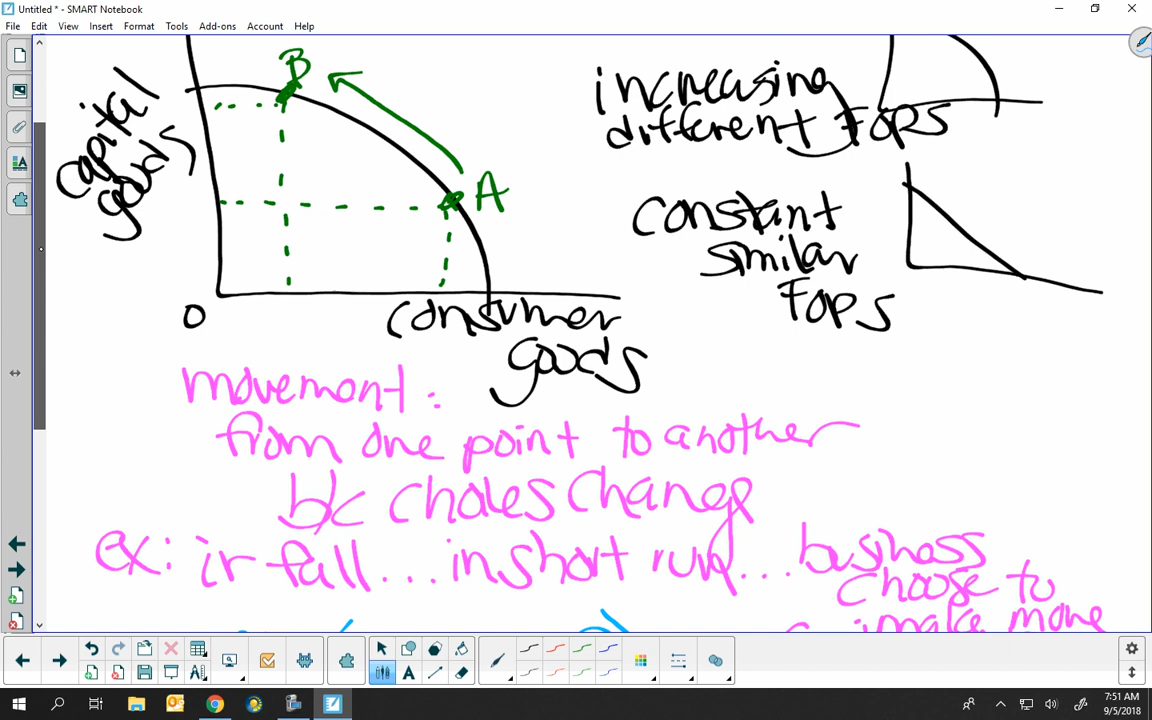 Untitled * - SMART Notebook
File Edit View Insert Format Tools Add-ons Account Help
B
A
capital
goods
0
consumer
goods
increasing
different FOPS
constant
similar
FOPS
movement:
from one point to another
b/c choies change
ex: ir fall... in short run... business
choose to
make more
7:51 AM
9/5/2018